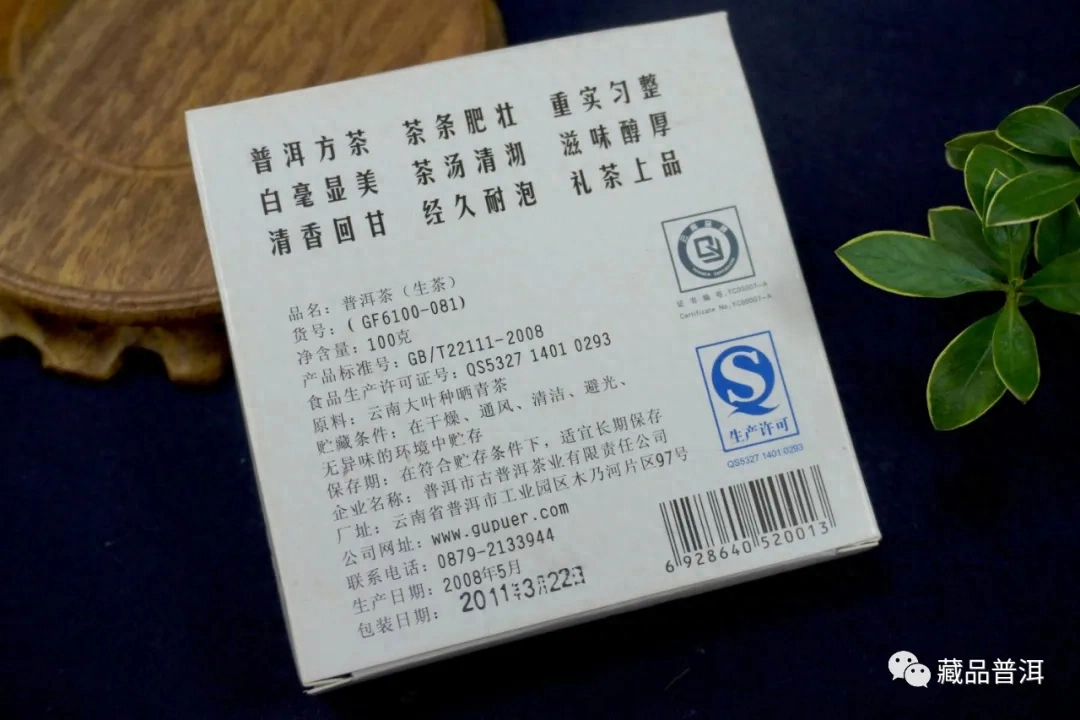 普洱方茶 茶条肥壮 重实匀整
白毫显美 茶汤清沏 滋味醇厚
清香回甘 经久耐泡 礼茶上品
品名：普洱茶（生茶）
货号：( GF6100-081)
净含量：100克
产品标准号：GB/T22111-2008
食品生产许可证号：QS5327 1401 0293
原料：云南大叶种晒青茶
贮藏条件：在干燥、通风、清洁、避光、
无异味的环境中贮存
保存期：在符合贮存条件下，适宜长期保存
企业名称：普洱市古普洱茶业有限责任公司
厂址：云南省普洱市工业园区木乃河片区97号
公司网址：www.gupuer.com
联系电话：0879-2133944
生产日期：2008年5月
包装日期：2011年3月22日
证书编号:TC00007-A
Certificate No:TC00007-A
生产许可
QS5327 1401 0293
6 928640 520013
藏品普洱